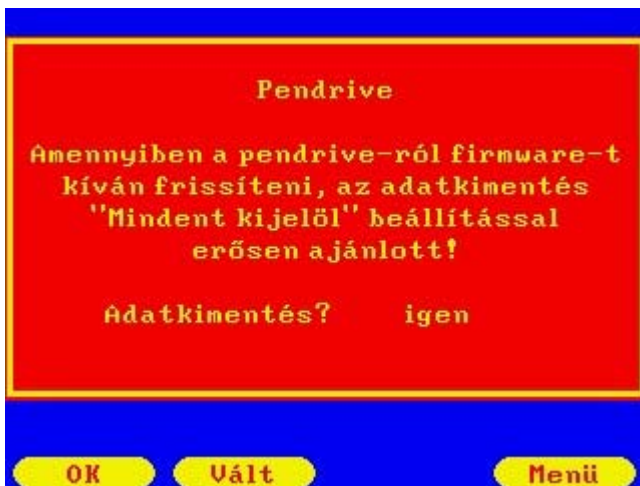 Pendrive
Amennyiben a pendrive-ról firmware-t
kíván frissíteni, az adatkimentés
"Mindent kijelöl" beállítással
erősen ajánlott!
Adatkimentés? igen
OK Vált Menü